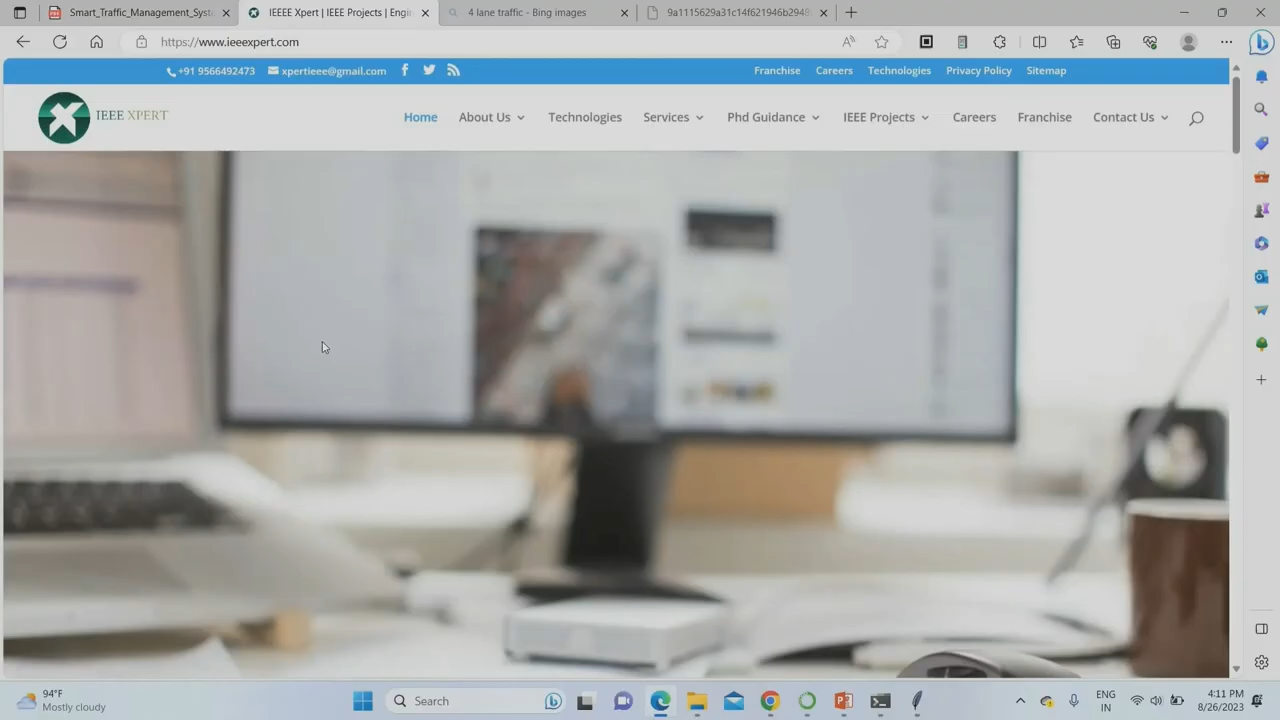 Smart_Traffic_Management_Syst
IEEEE Xpert | IEEE Projects | Engin
4 lane traffic - Bing images
9a1115629a31c14f621946b2948
https://www.ieeexpert.com
+91 9566492473
xpertieee@gmail.com
Franchise
Careers
Technologies
Privacy Policy
Sitemap
IEEE XPERT
Home
About Us
Technologies
Services
Phd Guidance
IEEE Projects
Careers
Franchise
Contact Us
94°F
Mostly cloudy
Search
ENG
IN
4:11 PM
8/26/2023